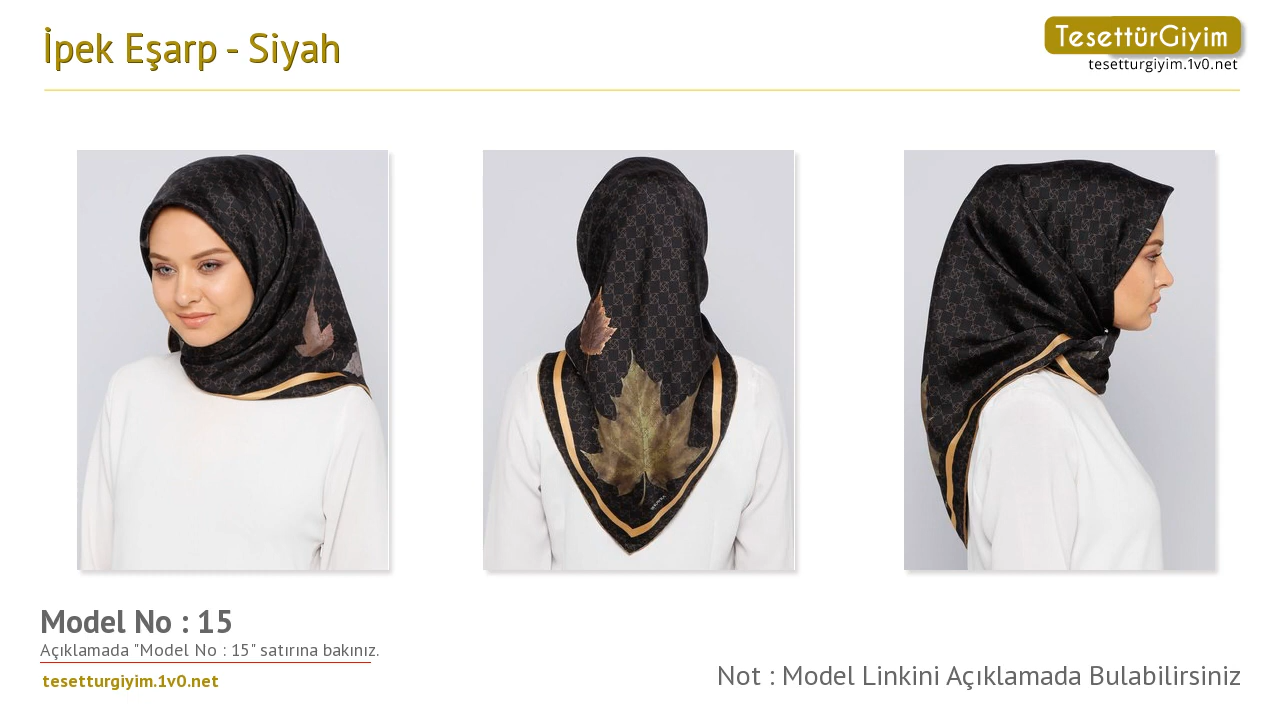 İpek Eşarp - Siyah
TesettürGiyim
tesetturgiyim.1v0.net
Model No : 15
Açıklamada "Model No : 15" satırına bakınız.
tesetturgiyim.1v0.net
Not : Model Linkini Açıklamada Bulabilirsiniz